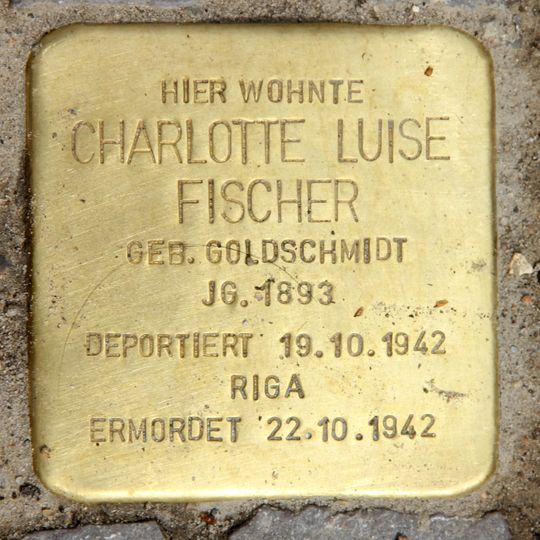 HIER WOHNTE
CHARLOTTE LUISE
FISCHER
GEB. GOLDSCHMIDT
JG. 1893
DEPORTIERT 19.10.1942
RIGA
ERMORDET 22.10.1942